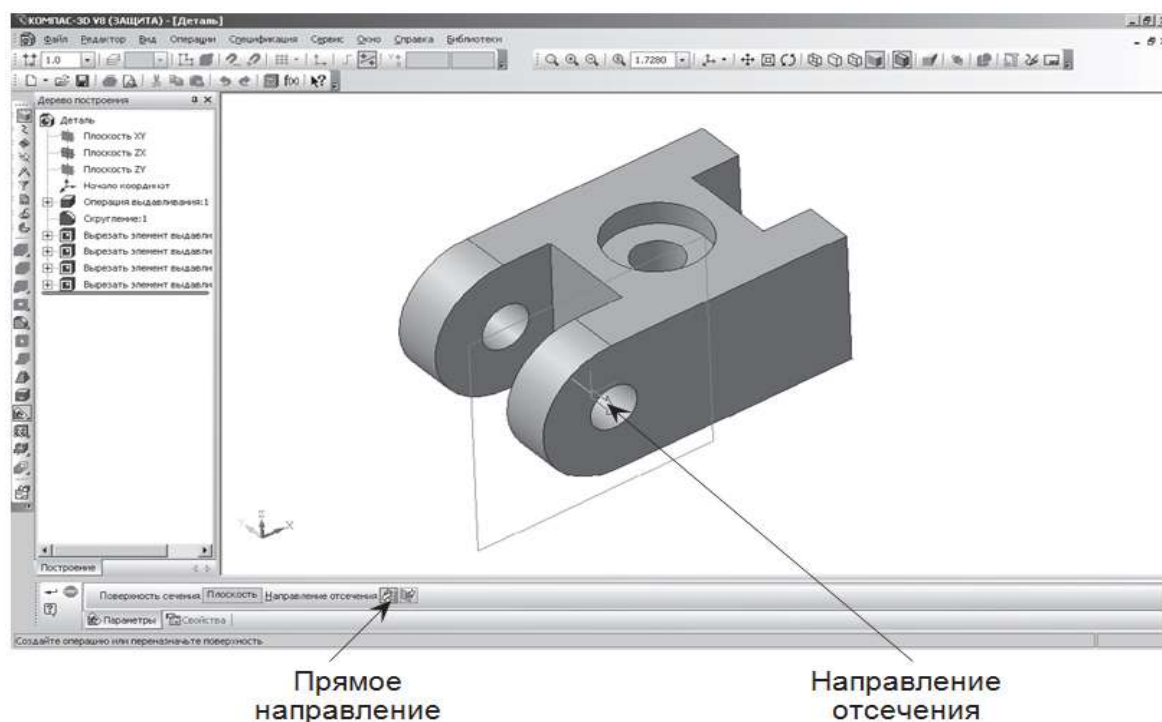 КОМПАС-3D V8 (ЗАЩИТА) - [Деталь]
Файл Редактор Вид Операции Спецификация Сервис Окно Справка Библиотеки
1.0
1.7280
f(x)
Дерево построения
Деталь
Плоскость XY
Плоскость ZX
Плоскость ZY
Начало координат
Операция выдавливания:1
Скругление:1
Вырезать элемент выдавли
Вырезать элемент выдавли
Вырезать элемент выдавли
Вырезать элемент выдавли
Z
Y X
Построение
Поверхность сечения Плоскость Направление отсечения
Параметры Свойства
Создайте операцию или переназначьте поверхность
Прямое
направление
Направление
отсечения